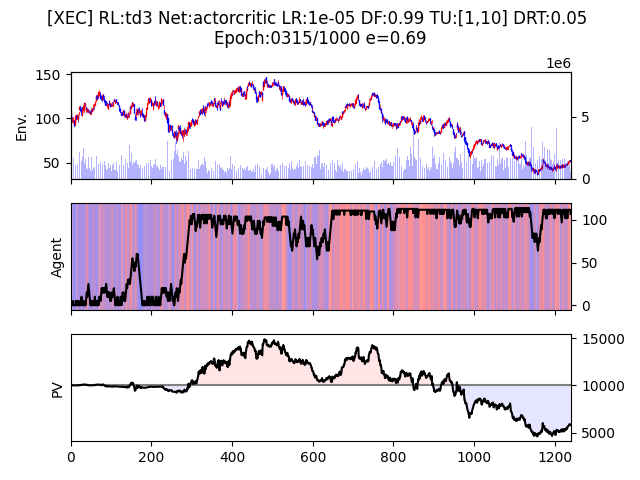 [XEC] RL:td3 Net:actorcritic LR:1e-05 DF:0.99 TU:[1,10] DRT:0.05
Epoch:0315/1000 e=0.69
1e6
150
100
50
Env.
5
0
Agent
100
50
0
PV
15000
10000
5000
0 200 400 600 800 1000 1200